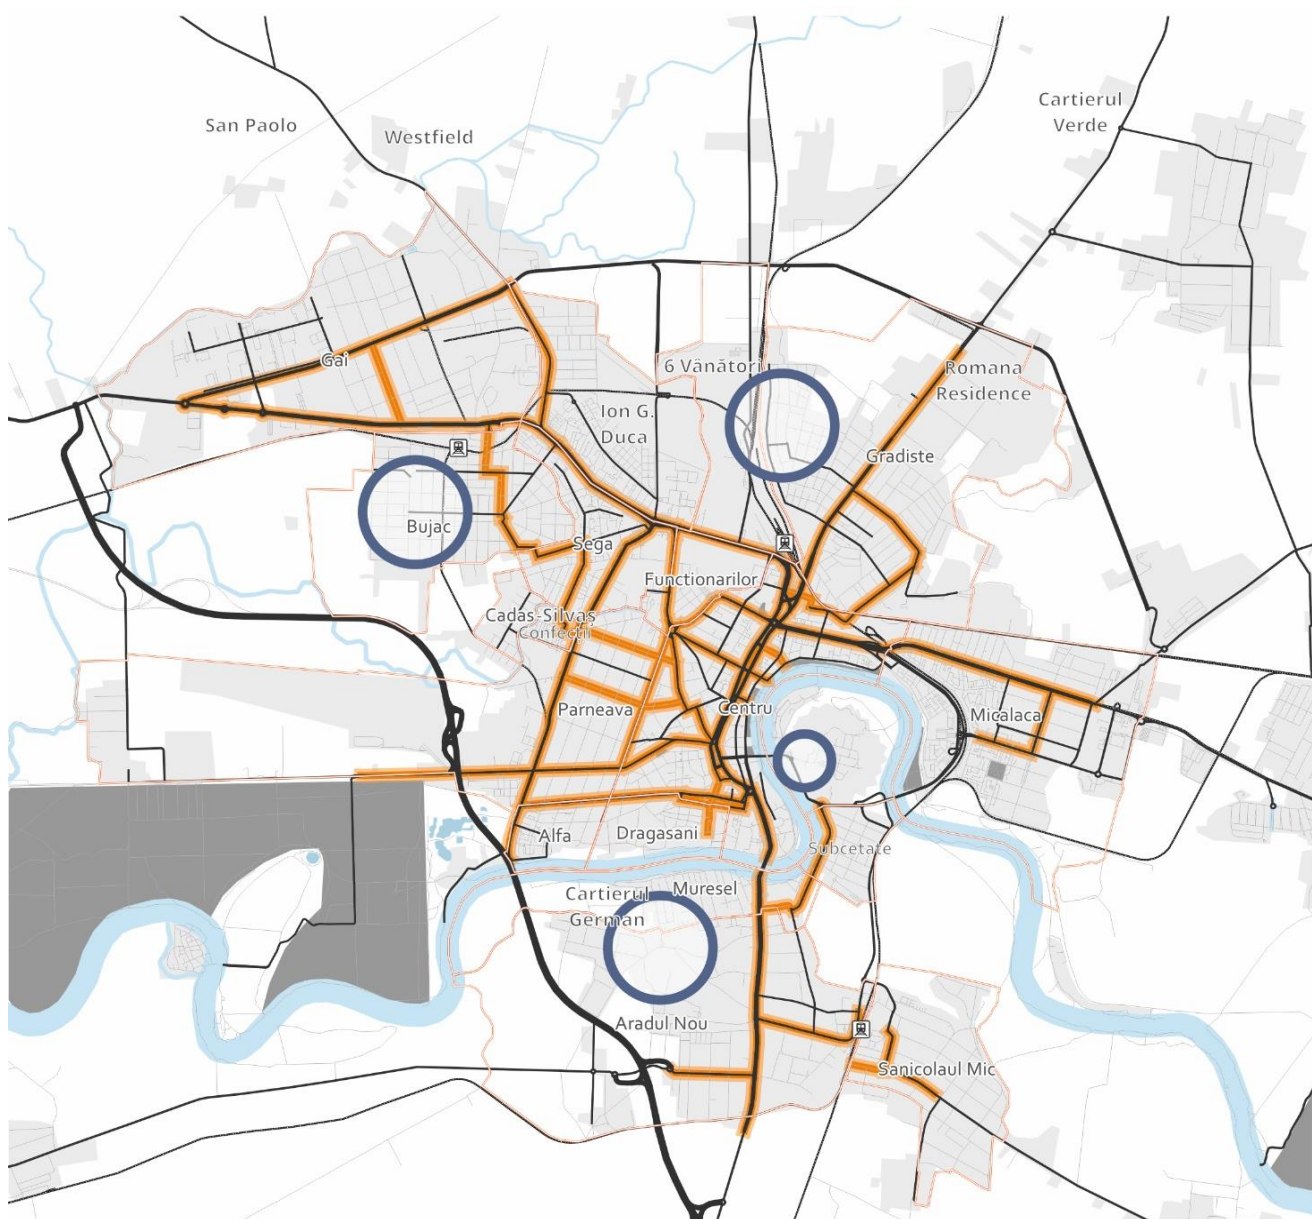 San Paolo
Westfield
Cartierul
Verde
Gai
6 Vânători
Romana
Residence
Ion G.
Duca
Gradiste
Bujac
Sega
Functionarilor
Cadas-Silvas
Confectii
Parneava
Centru
Micalaca
Alfa
Dragasani
Subcetate
Cartierul
German
Muresel
Aradul Nou
Sanicolaul Mic